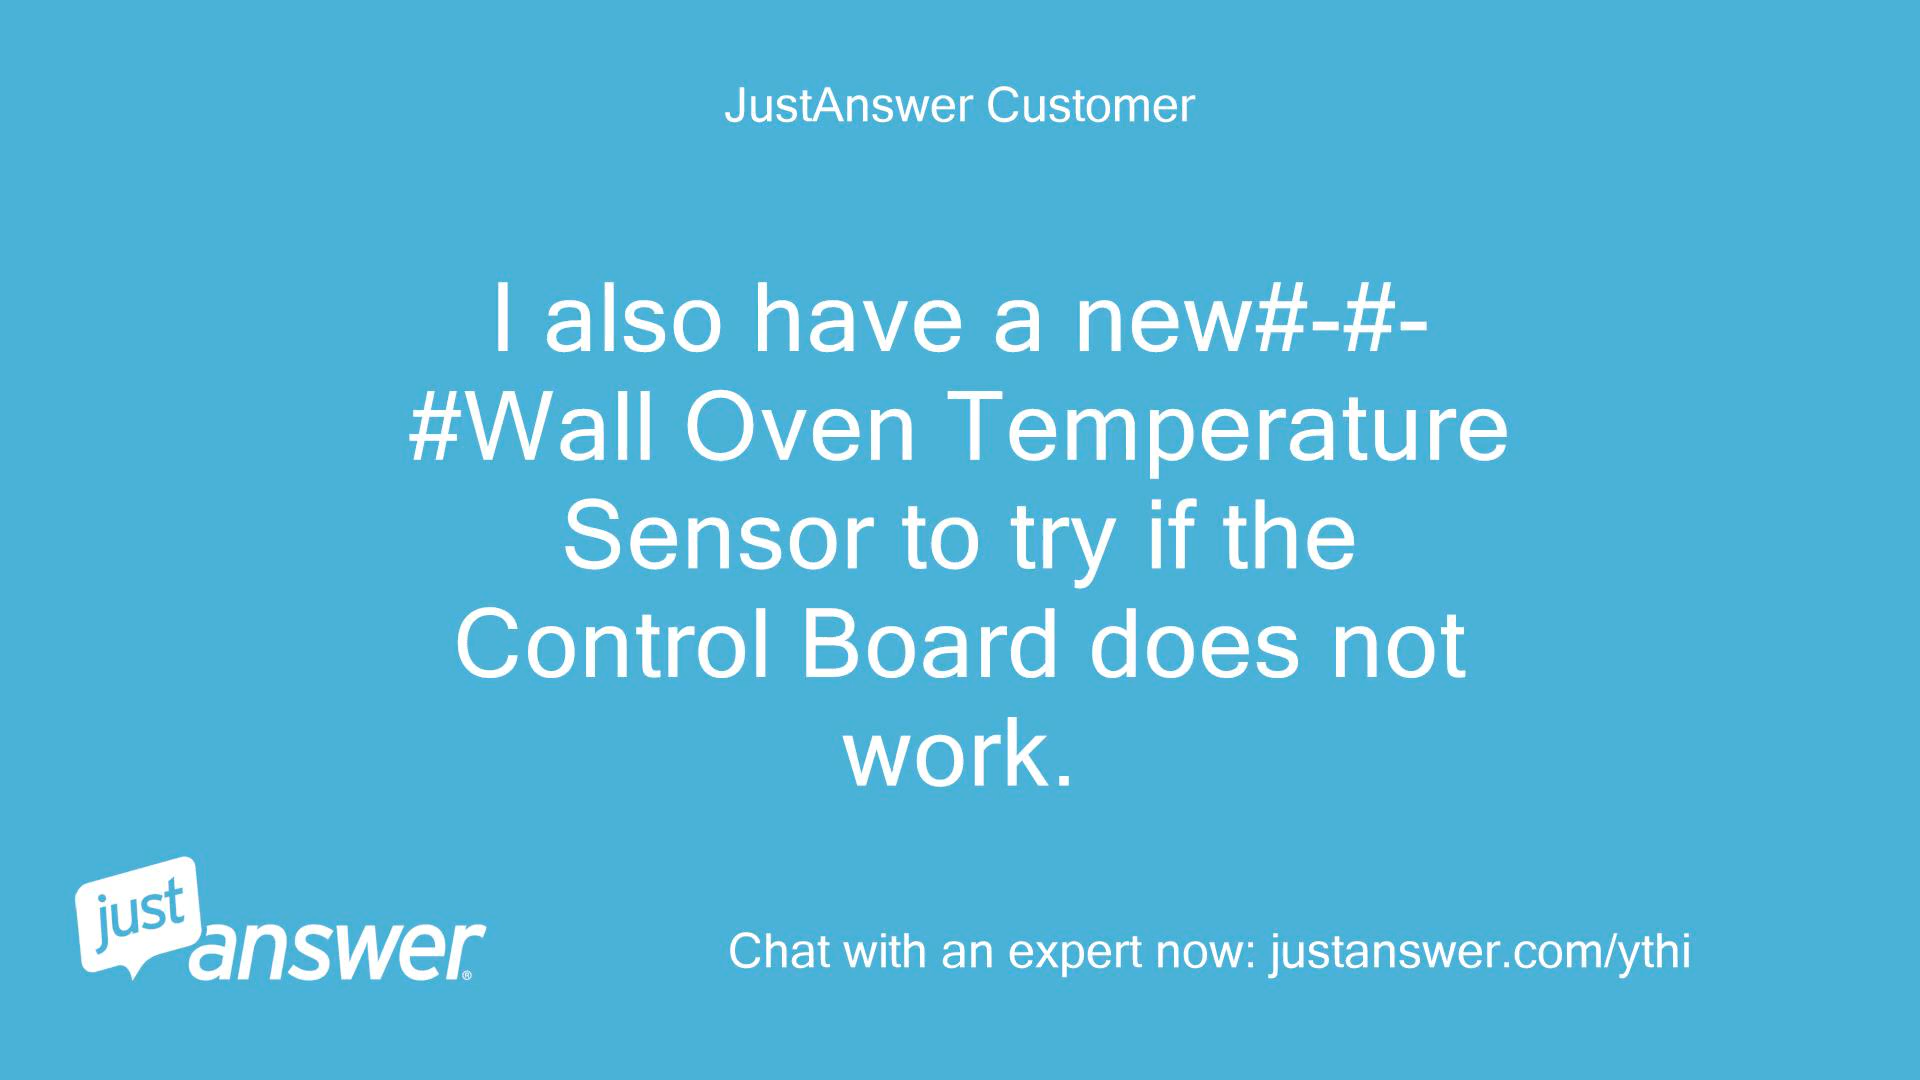 JustAnswer Customer
I also have a new#-#-
#Wall Oven Temperature
Sensor to try if the
Control Board does not
work.
just
answer®
Chat with an expert now: justanswer.com/ythi